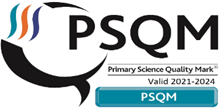 PSQM
Primary Science Quality Mark®
Valid 2021-2024
PSQM